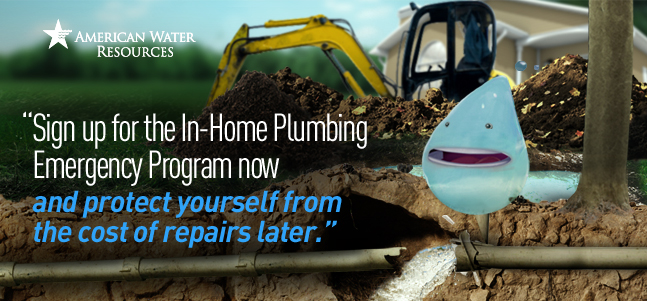 AMERICAN WATER
RESOURCES
“Sign up for the In-Home Plumbing
Emergency Program now
and protect yourself from
the cost of repairs later.”